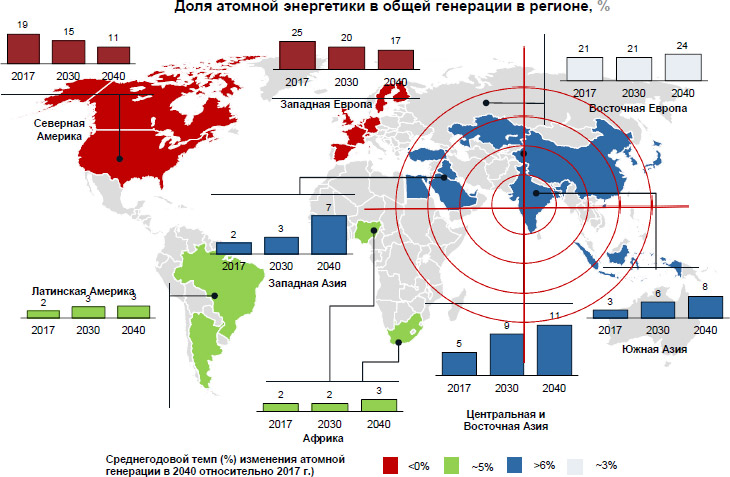 Доля атомной энергетики в общей генерации в регионе, %
19 15 11
2017 2030 2040
Северная
Америка
25 20 17
2017 2030 2040
Западная Европа
21 21 24
2017 2030 2040
Восточная Европа
2 3 7
2017 2030 2040
Западная Азия
Латинская Америка
2 3 3
2017 2030 2040
3 6 8
2017 2030 2040
Южная Азия
5 9 11
2017 2030 2040
Центральная и
Восточная Азия
2 2 3
2017 2030 2040
Африка
Среднегодовой темп (%) изменения атомной
генерации в 2040 относительно 2017 г.)
<0% ~5% >6% ~3%